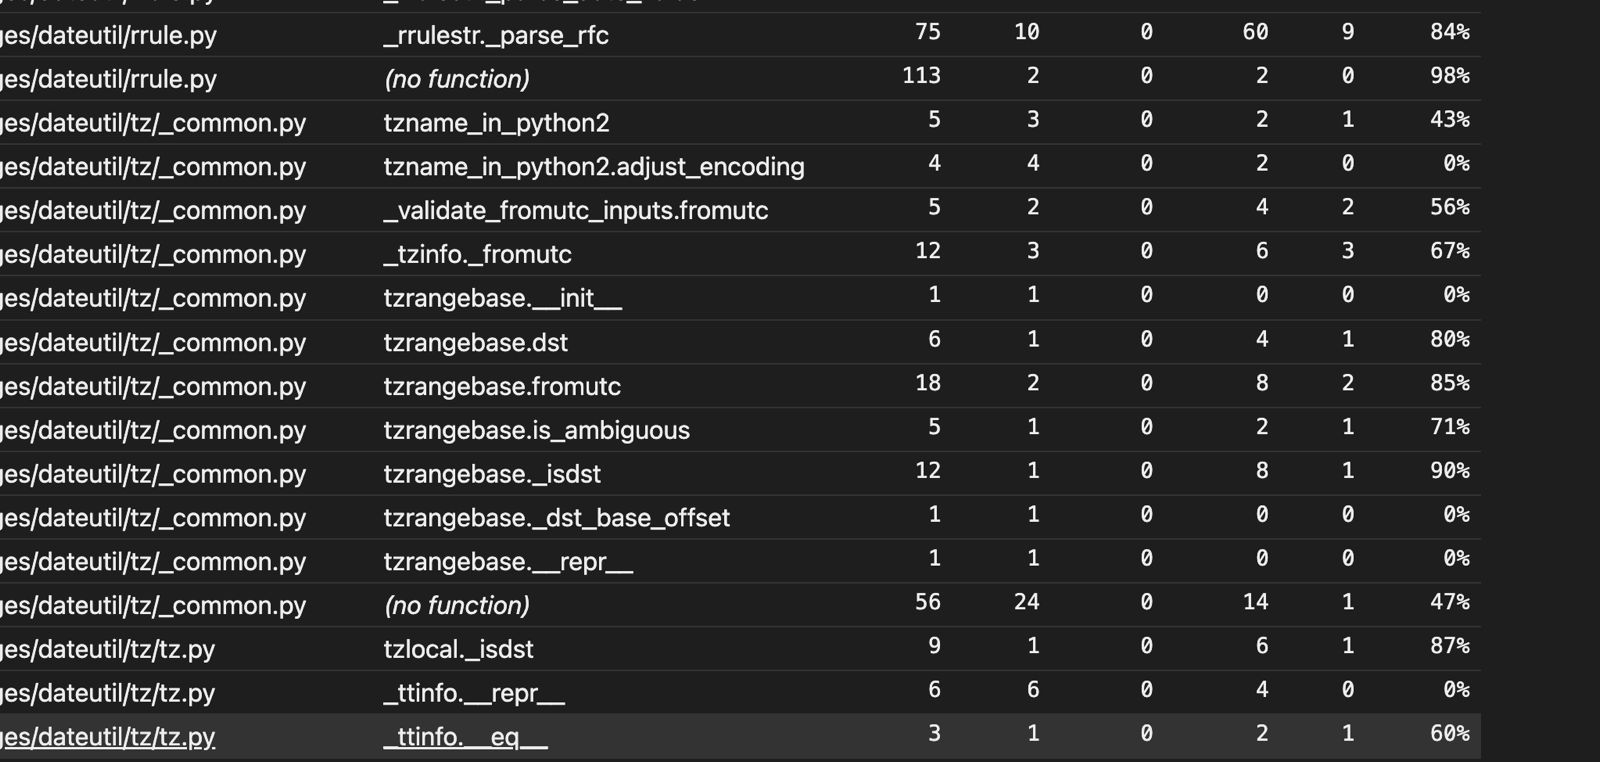 ges/dateutil/rrule.py _rrulestr._parse_rfc 75 10 0 60 9 84%
ges/dateutil/rrule.py (no function) 113 2 0 2 0 98%
ges/dateutil/tz/_common.py tzname_in_python2 5 3 0 2 1 43%
ges/dateutil/tz/_common.py tzname_in_python2.adjust_encoding 4 4 0 2 0 0%
ges/dateutil/tz/_common.py _validate_fromutc_inputs.fromutc 5 2 0 4 2 56%
ges/dateutil/tz/_common.py _tzinfo._fromutc 12 3 0 6 3 67%
ges/dateutil/tz/_common.py tzrangebase.__init__ 1 1 0 0 0 0%
ges/dateutil/tz/_common.py tzrangebase.dst 6 1 0 4 1 80%
ges/dateutil/tz/_common.py tzrangebase.fromutc 18 2 0 8 2 85%
ges/dateutil/tz/_common.py tzrangebase.is_ambiguous 5 1 0 2 1 71%
ges/dateutil/tz/_common.py tzrangebase._isdst 12 1 0 8 1 90%
ges/dateutil/tz/_common.py tzrangebase._dst_base_offset 1 1 0 0 0 0%
ges/dateutil/tz/_common.py tzrangebase.__repr__ 1 1 0 0 0 0%
ges/dateutil/tz/_common.py (no function) 56 24 0 14 1 47%
ges/dateutil/tz/tz.py tzlocal._isdst 9 1 0 6 1 87%
ges/dateutil/tz/tz.py _ttinfo.__repr__ 6 6 0 4 0 0%
ges/dateutil/tz/tz.py _ttinfo.__eq__ 3 1 0 2 1 60%